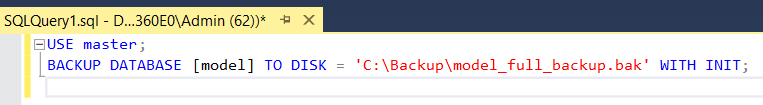 SQLQuery1.sql - D...360E0\Admin (62))*
USE master;
BACKUP DATABASE [model] TO DISK = 'C:\Backup\model_full_backup.bak' WITH INIT;